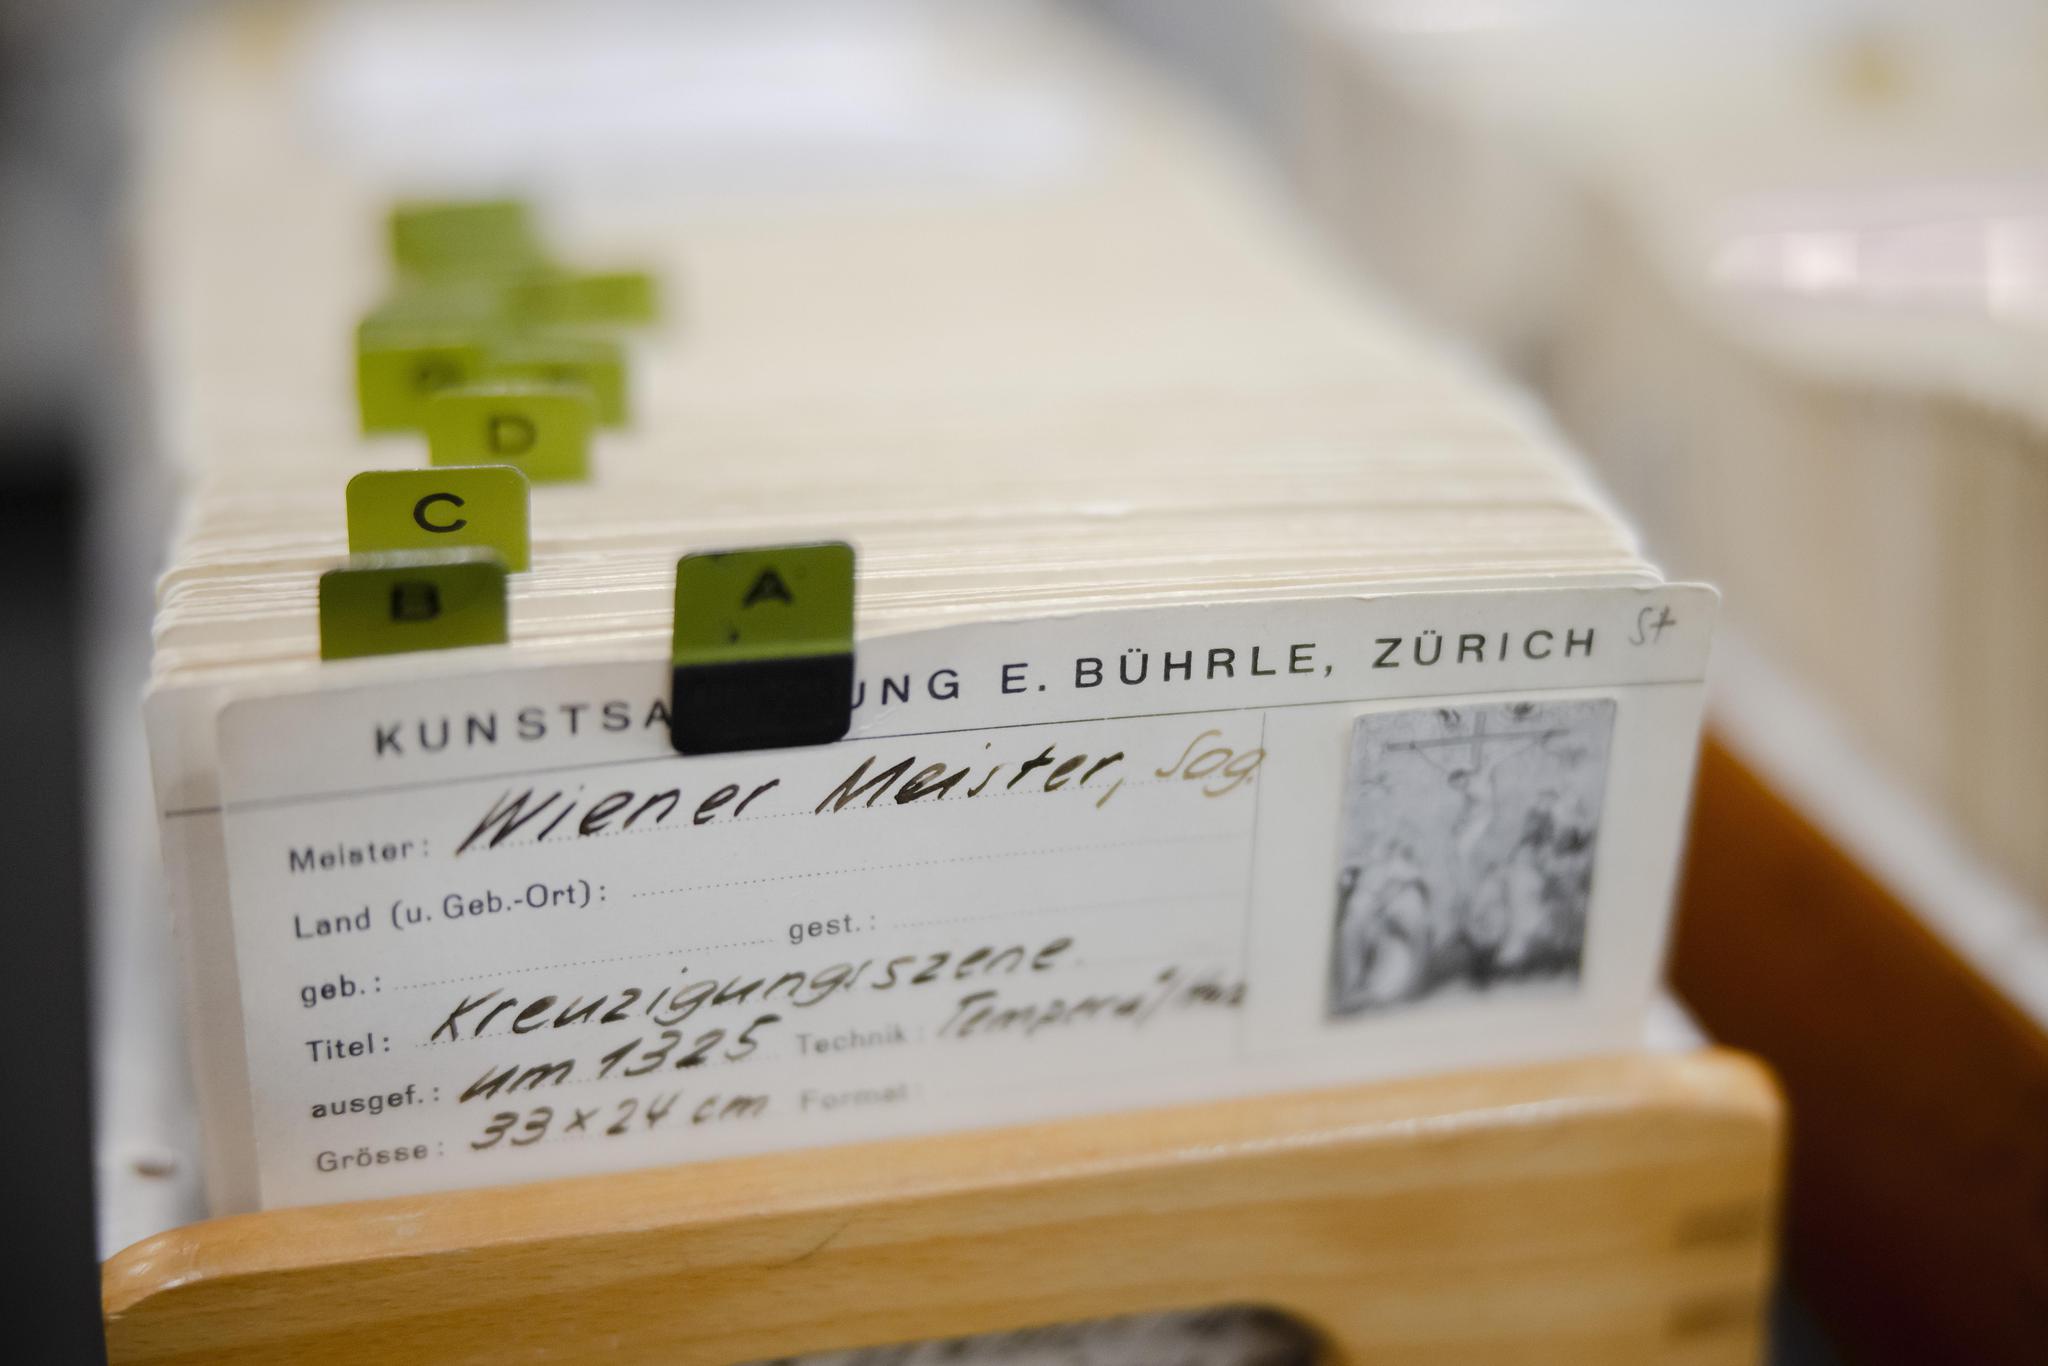 D
C
B
A
KUNSTSA UNG E. BÜHRLE, ZÜRICH St
Meister: Wiener Meister, sog.
Land (u. Geb.-Ort):
geb.: gest.:
Titel: Kreuzigungsszene.
ausgef.: um 1325 Technik: Tempera
Grösse: 33 x 24 cm Format: